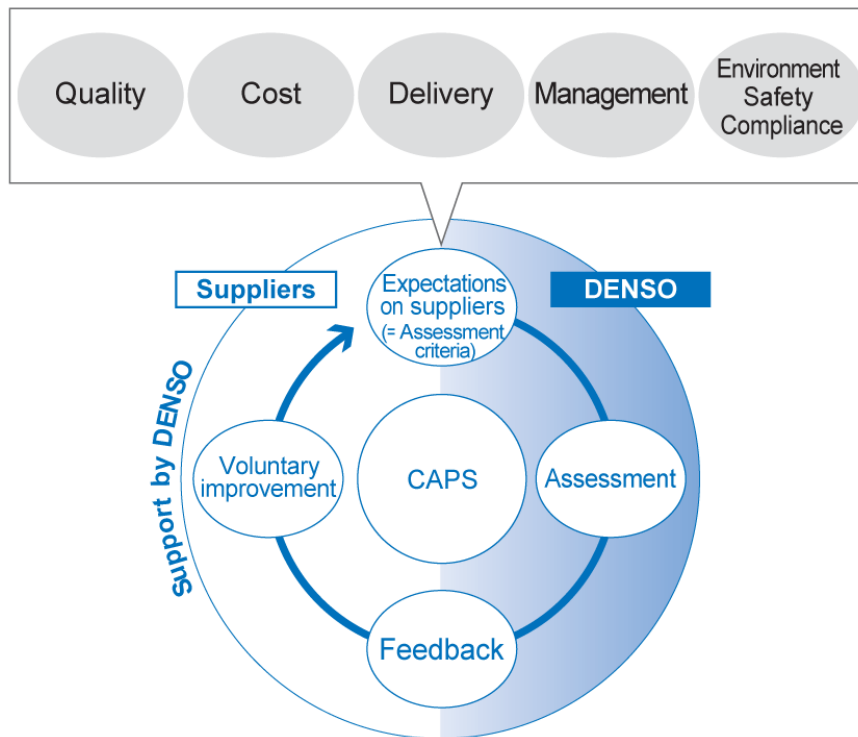 Quality
Cost
Delivery
Management
Environment
Safety
Compliance
Suppliers
DENSO
Expectations
on suppliers
(= Assessment
criteria)
Support by DENSO
Voluntary
improvement
CAPS
Assessment
Feedback